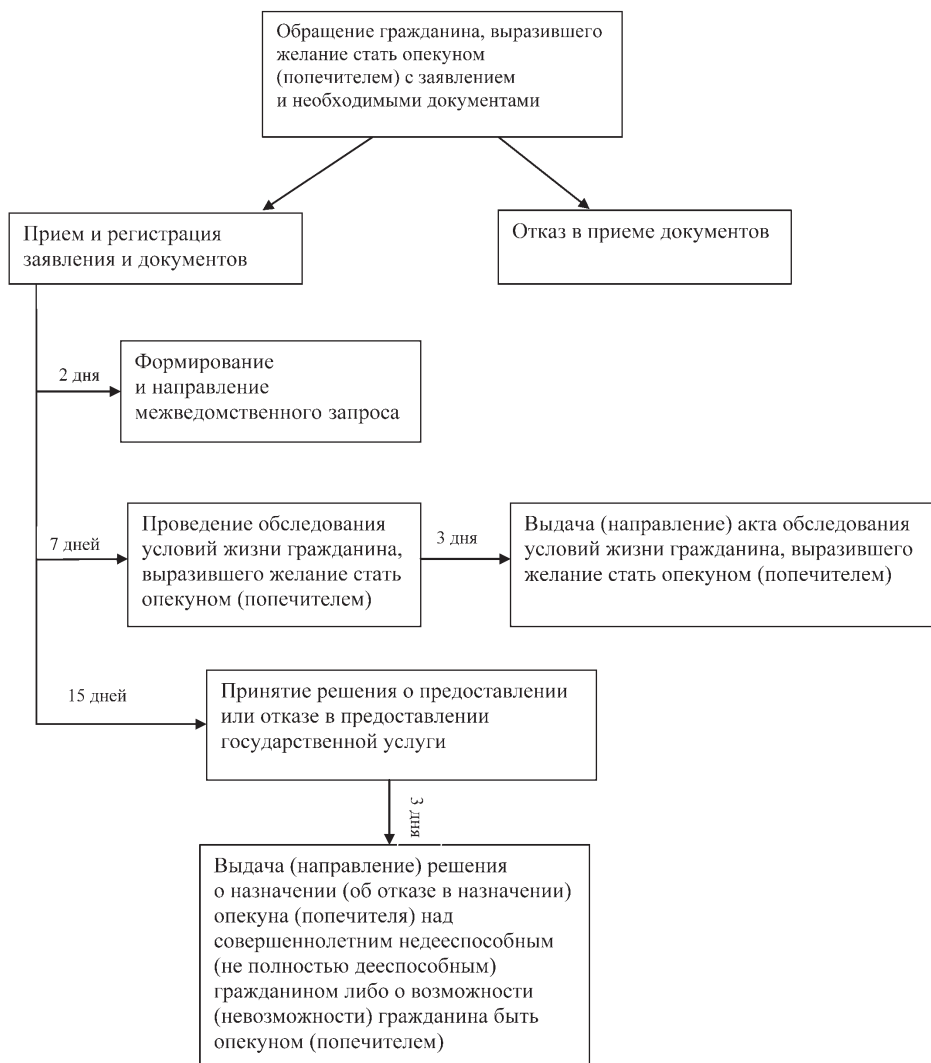 Обращение гражданина, выразившего
желание стать опекуном
(попечителем) с заявлением
и необходимыми документами
Прием и регистрация
заявления и документов
Отказ в приеме документов
2 дня
Формирование
и направление
межведомственного запроса
7 дней
Проведение обследования
условий жизни гражданина,
выразившего желание стать
опекуном (попечителем)
3 дня
Выдача (направление) акта обследования
условий жизни гражданина, выразившего
желание стать опекуном (попечителем)
15 дней
Принятие решения о предоставлении
или отказе в предоставлении
государственной услуги
3 дня
Выдача (направление) решения
о назначении (об отказе в назначении)
опекуна (попечителя) над
совершеннолетним недееспособным
(не полностью дееспособным)
гражданином либо о возможности
(невозможности) гражданина быть
опекуном (попечителем)